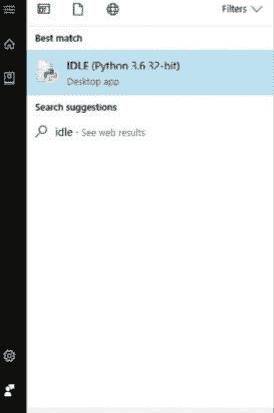 Filters
Best match
IDLE (Python 3.6 32-bit)
Desktop app
Search suggestions
idle - See web results